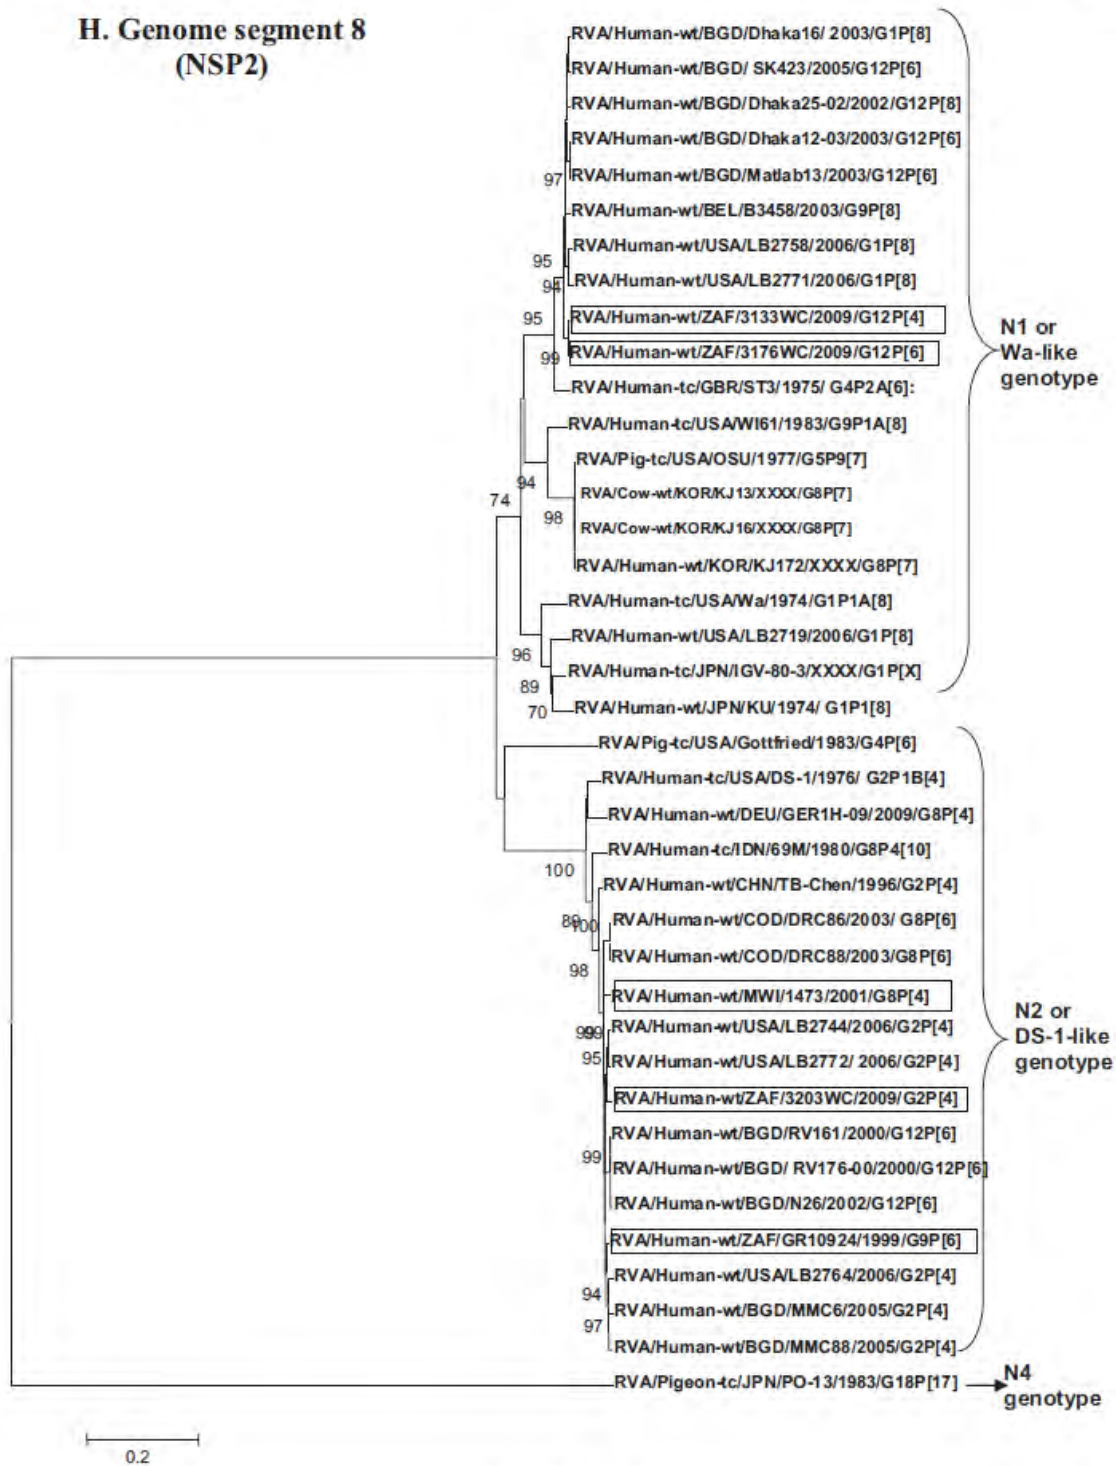 H. Genome segment 8
(NSP2)
RVA/Human-wt/BGD/Dhaka16/ 2003/G1P[8]
RVA/Human-wt/BGD/ SK423/2005/G12P[6]
RVA/Human-wt/BGD/Dhaka25-02/2002/G12P[8]
RVA/Human-wt/BGD/Dhaka12-03/2003/G12P[6]
97
RVA/Human-wt/BGD/Matlab13/2003/G12P[6]
RVA/Human-wt/BEL/B3458/2003/G9P[8]
RVA/Human-wt/USA/LB2758/2006/G1P[8]
95
94
RVA/Human-wt/USA/LB2771/2006/G1P[8]
95
RVA/Human-wt/ZAF/3133WC/2009/G12P[4]
99
RVA/Human-wt/ZAF/3176WC/2009/G12P[6]
N1 or
Wa-like
genotype
RVA/Human-tc/GBR/ST3/1975/ G4P2A[6]:
RVA/Human-tc/USA/WI61/1983/G9P1A[8]
RVA/Pig-tc/USA/OSU/1977/G5P9[7]
94
RVA/Cow-wt/KOR/KJ13/XXXX/G8P[7]
74
98
RVA/Cow-wt/KOR/KJ16/XXXX/G8P[7]
RVA/Human-wt/KOR/KJ172/XXXX/G8P[7]
RVA/Human-tc/USA/Wa/1974/G1P1A[8]
RVA/Human-wt/USA/LB2719/2006/G1P[8]
96
RVA/Human-tc/JPN/IGV-80-3/XXXX/G1P[X]
89
70
RVA/Human-wt/JPN/KU/1974/ G1P1[8]
RVA/Pig-tc/USA/Gottfried/1983/G4P[6]
RVA/Human-tc/USA/DS-1/1976/ G2P1B[4]
RVA/Human-wt/DEU/GER1H-09/2009/G8P[4]
RVA/Human-tc/IDN/69M/1980/G8P4[10]
100
RVA/Human-wt/CHN/TB-Chen/1996/G2P[4]
89
100
RVA/Human-wt/COD/DRC86/2003/ G8P[6]
RVA/Human-wt/COD/DRC88/2003/G8P[6]
98
RVA/Human-wt/MWI/1473/2001/G8P[4]
N2 or
DS-1-like
genotype
99
99
RVA/Human-wt/USA/LB2744/2006/G2P[4]
95
RVA/Human-wt/USA/LB2772/ 2006/G2P[4]
RVA/Human-wt/ZAF/3203WC/2009/G2P[4]
RVA/Human-wt/BGD/RV161/2000/G12P[6]
99
RVA/Human-wt/BGD/ RV176-00/2000/G12P[6]
RVA/Human-wt/BGD/N26/2002/G12P[6]
RVA/Human-wt/ZAF/GR10924/1999/G9P[6]
RVA/Human-wt/USA/LB2764/2006/G2P[4]
94
RVA/Human-wt/BGD/MMC6/2005/G2P[4]
97
RVA/Human-wt/BGD/MMC88/2005/G2P[4]
RVA/Pigeon-tc/JPN/PO-13/1983/G18P[17]
N4
genotype
0.2